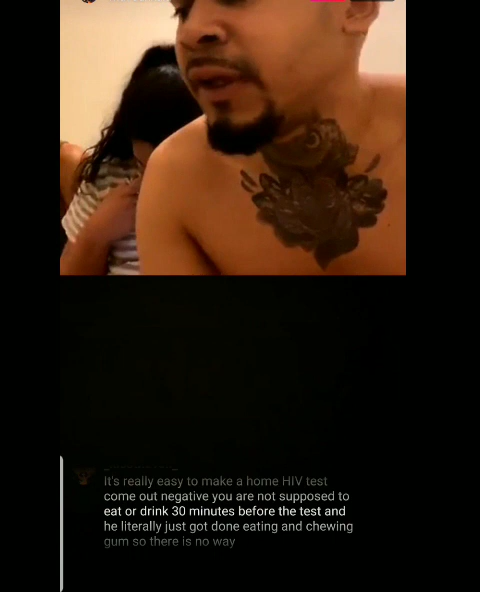 It's really easy to make a home HIV test
come out negative you are not supposed to
eat or drink 30 minutes before the test and
he literally just got done eating and chewing
gum so there is no way